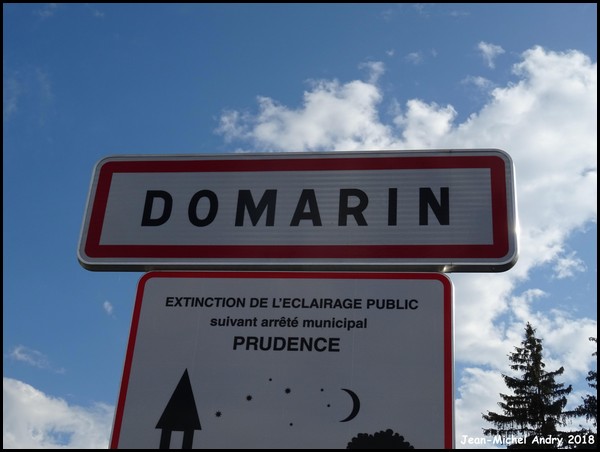 DOMARIN
EXTINCTION DE L'ECLAIRAGE PUBLIC
suivant arrêté municipal
PRUDENCE
Jean-Michel Andry 2018